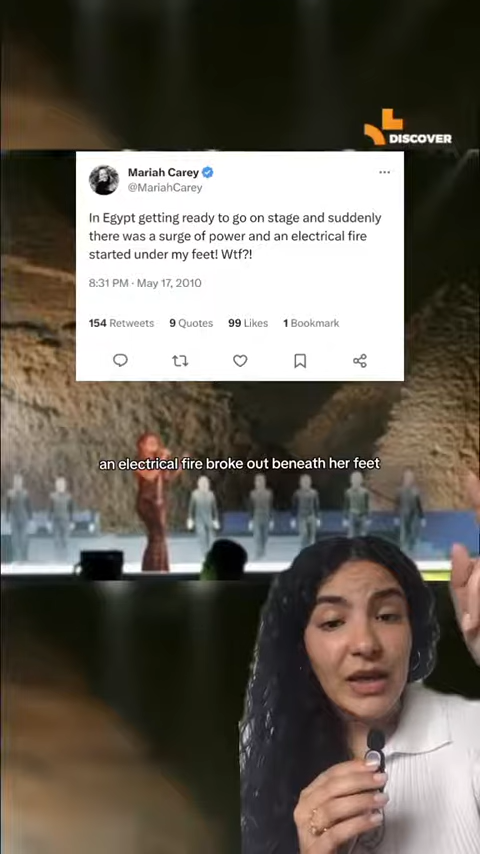 DISCOVER
Mariah Carey
@MariahCarey
In Egypt getting ready to go on stage and suddenly
there was a surge of power and an electrical fire
started under my feet! Wtf?!
8:31 PM · May 17, 2010
154 Retweets 9 Quotes 99 Likes 1 Bookmark
an electrical fire broke out beneath her feet